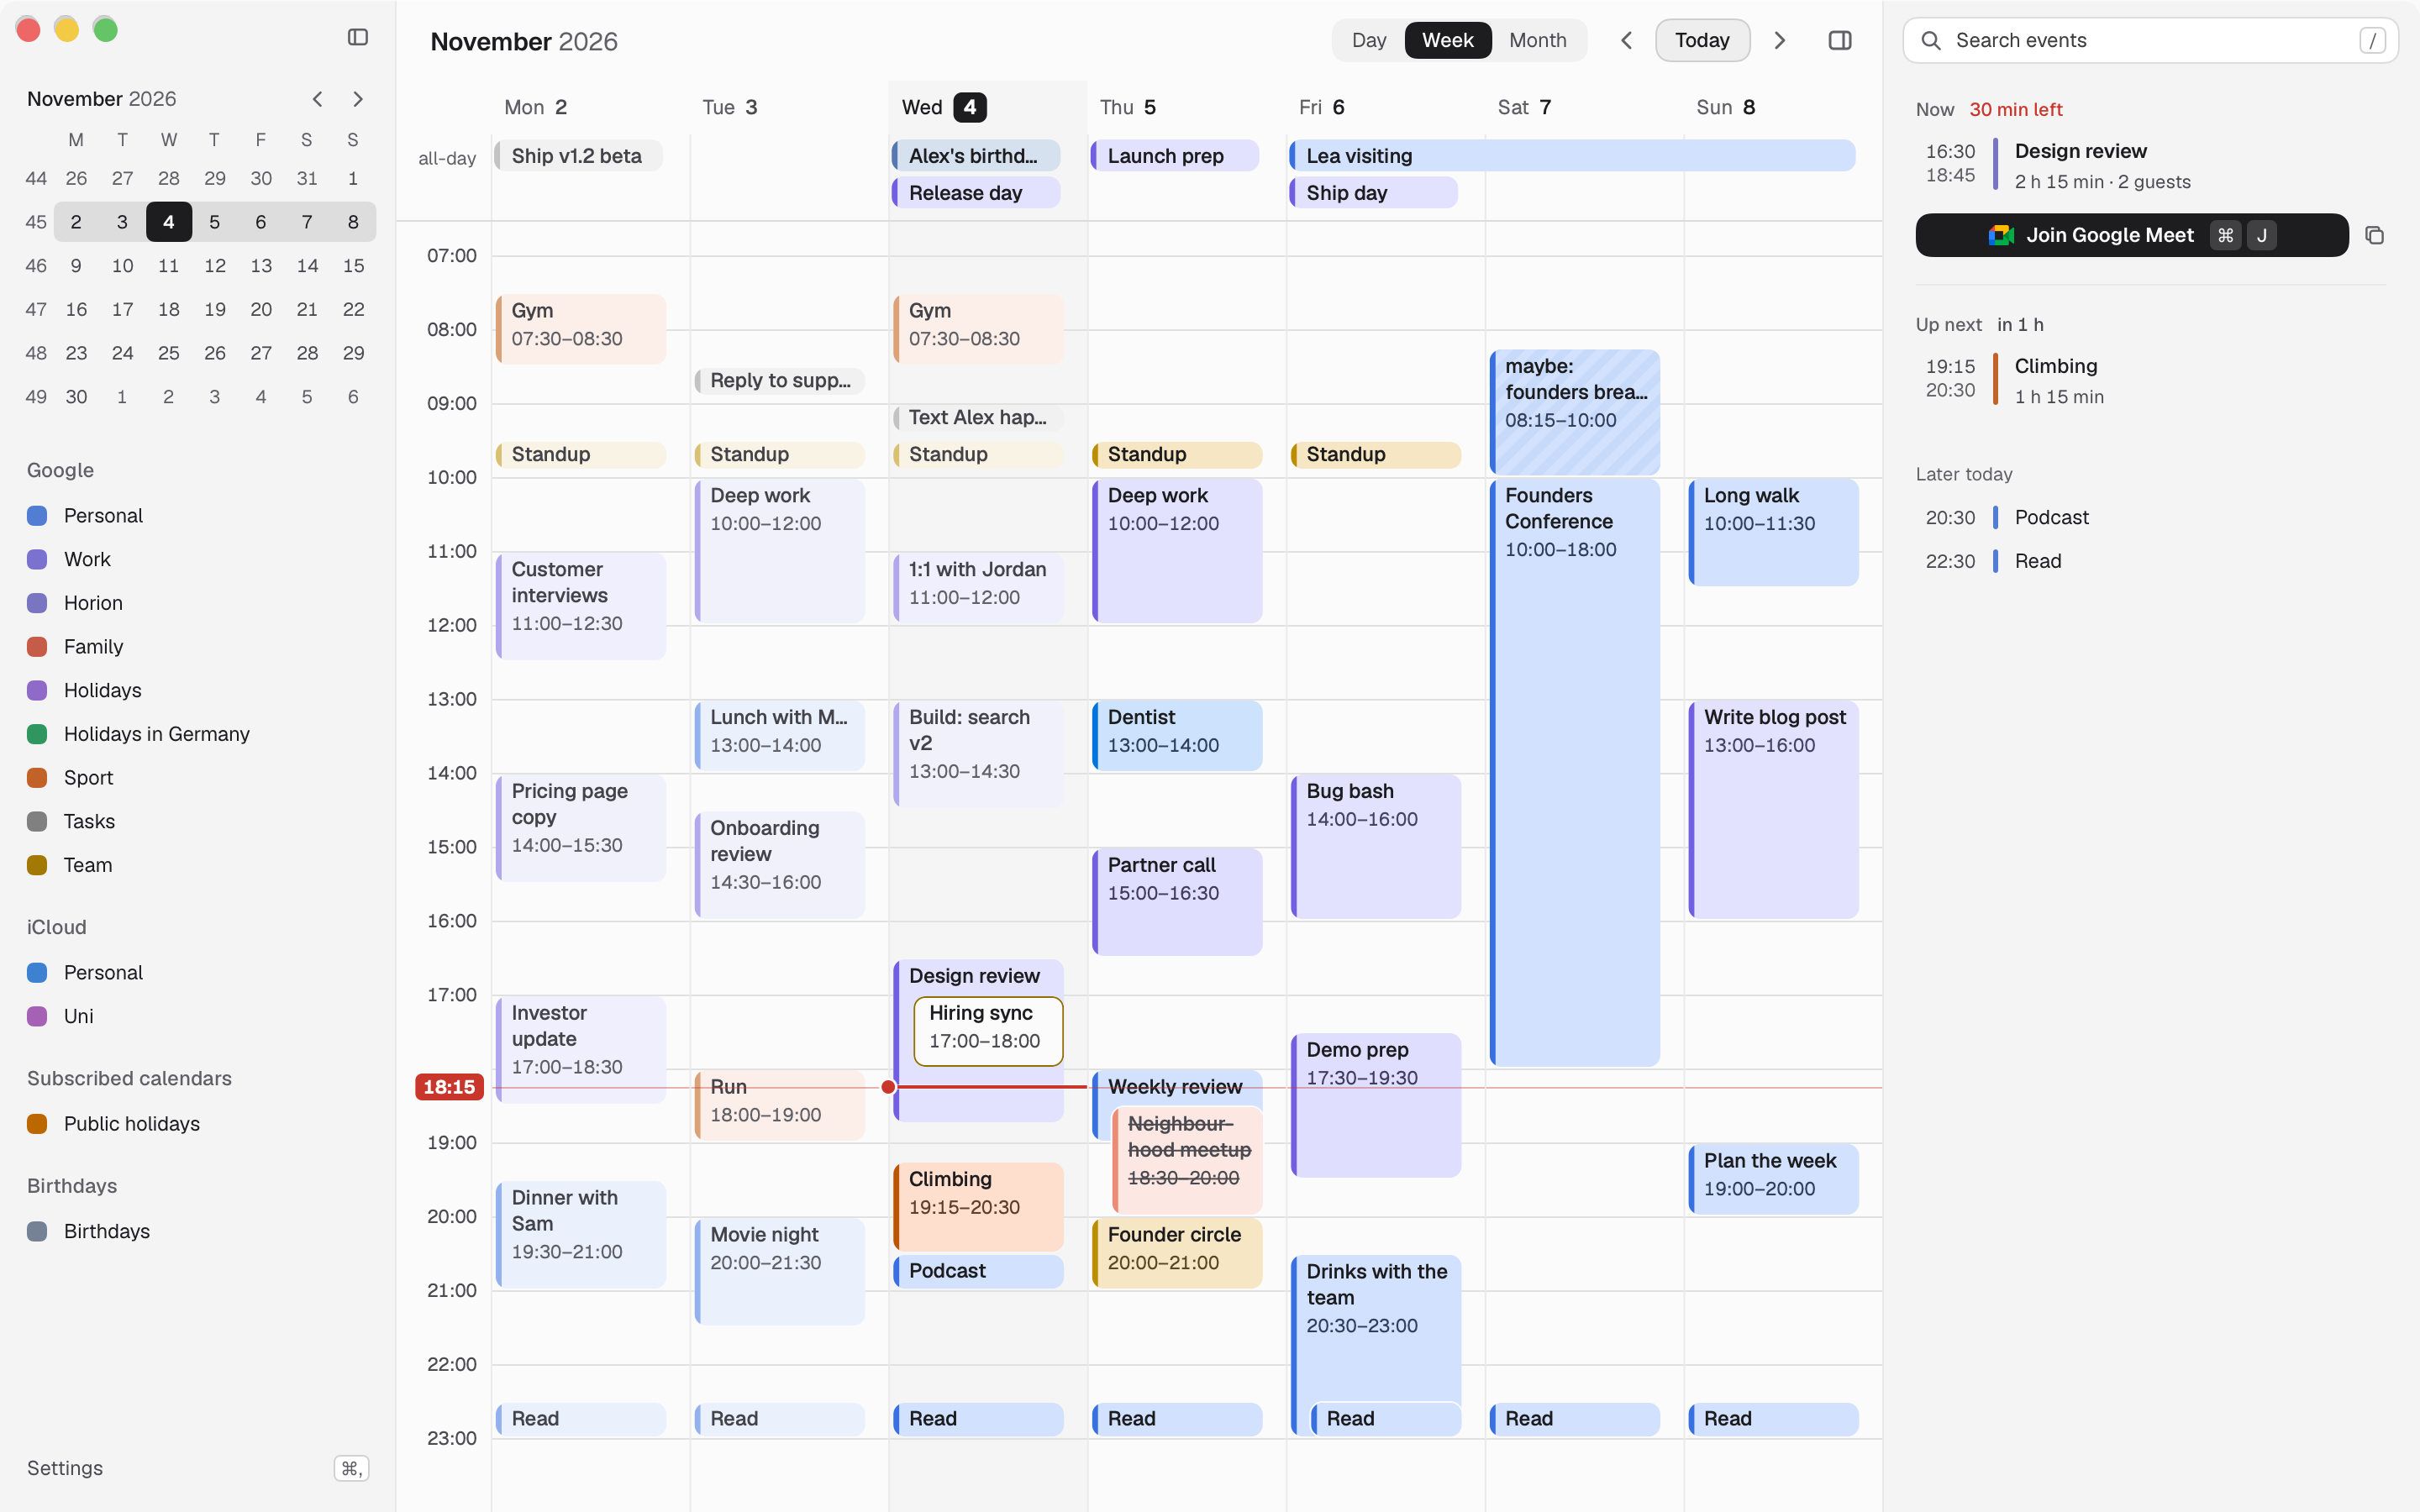 November 2026
M T W T F S S
44 26 27 28 29 30 31 1
45 2 3 4 5 6 7 8
46 9 10 11 12 13 14 15
47 16 17 18 19 20 21 22
48 23 24 25 26 27 28 29
49 30 1 2 3 4 5 6
Google
Personal
Work
Horion
Family
Holidays
Holidays in Germany
Sport
Tasks
Team
iCloud
Personal
Uni
Subscribed calendars
Public holidays
Birthdays
Birthdays
Settings ⌘,
November 2026
Day Week Month
Today
Mon 2
Tue 3
Wed 4
Thu 5
Fri 6
Sat 7
Sun 8
all-day
Ship v1.2 beta
Alex's birthd...
Release day
Launch prep
Lea visiting
Ship day
07:00
08:00
09:00
10:00
11:00
12:00
13:00
14:00
15:00
16:00
17:00
18:15
19:00
20:00
21:00
22:00
23:00
Gym
07:30–08:30
Standup
Customer
interviews
11:00–12:30
Pricing page
copy
14:00–15:30
Investor
update
17:00–18:30
Dinner with
Sam
19:30–21:00
Read
Reply to supp...
Standup
Deep work
10:00–12:00
Lunch with M...
13:00–14:00
Onboarding
review
14:30–16:00
Run
18:00–19:00
Movie night
20:00–21:30
Read
Gym
07:30–08:30
Text Alex hap...
Standup
1:1 with Jordan
11:00–12:00
Build: search
v2
13:00–14:30
Design review
Hiring sync
17:00–18:00
Climbing
19:15–20:30
Podcast
Read
Standup
Deep work
10:00–12:00
Dentist
13:00–14:00
Partner call
15:00–16:30
Weekly review
Neighbour-
hood meetup
18:30–20:00
Founder circle
20:00–21:00
Read
Standup
Bug bash
14:00–16:00
Demo prep
17:30–19:30
Drinks with the
team
20:30–23:00
Read
maybe:
founders brea...
08:15–10:00
Founders
Conference
10:00–18:00
Read
Long walk
10:00–11:30
Write blog post
13:00–16:00
Plan the week
19:00–20:00
Read
Search events /
Now 30 min left
16:30 Design review
18:45 2 h 15 min · 2 guests
Join Google Meet ⌘ J
Up next in 1 h
19:15 Climbing
20:30 1 h 15 min
Later today
20:30 Podcast
22:30 Read